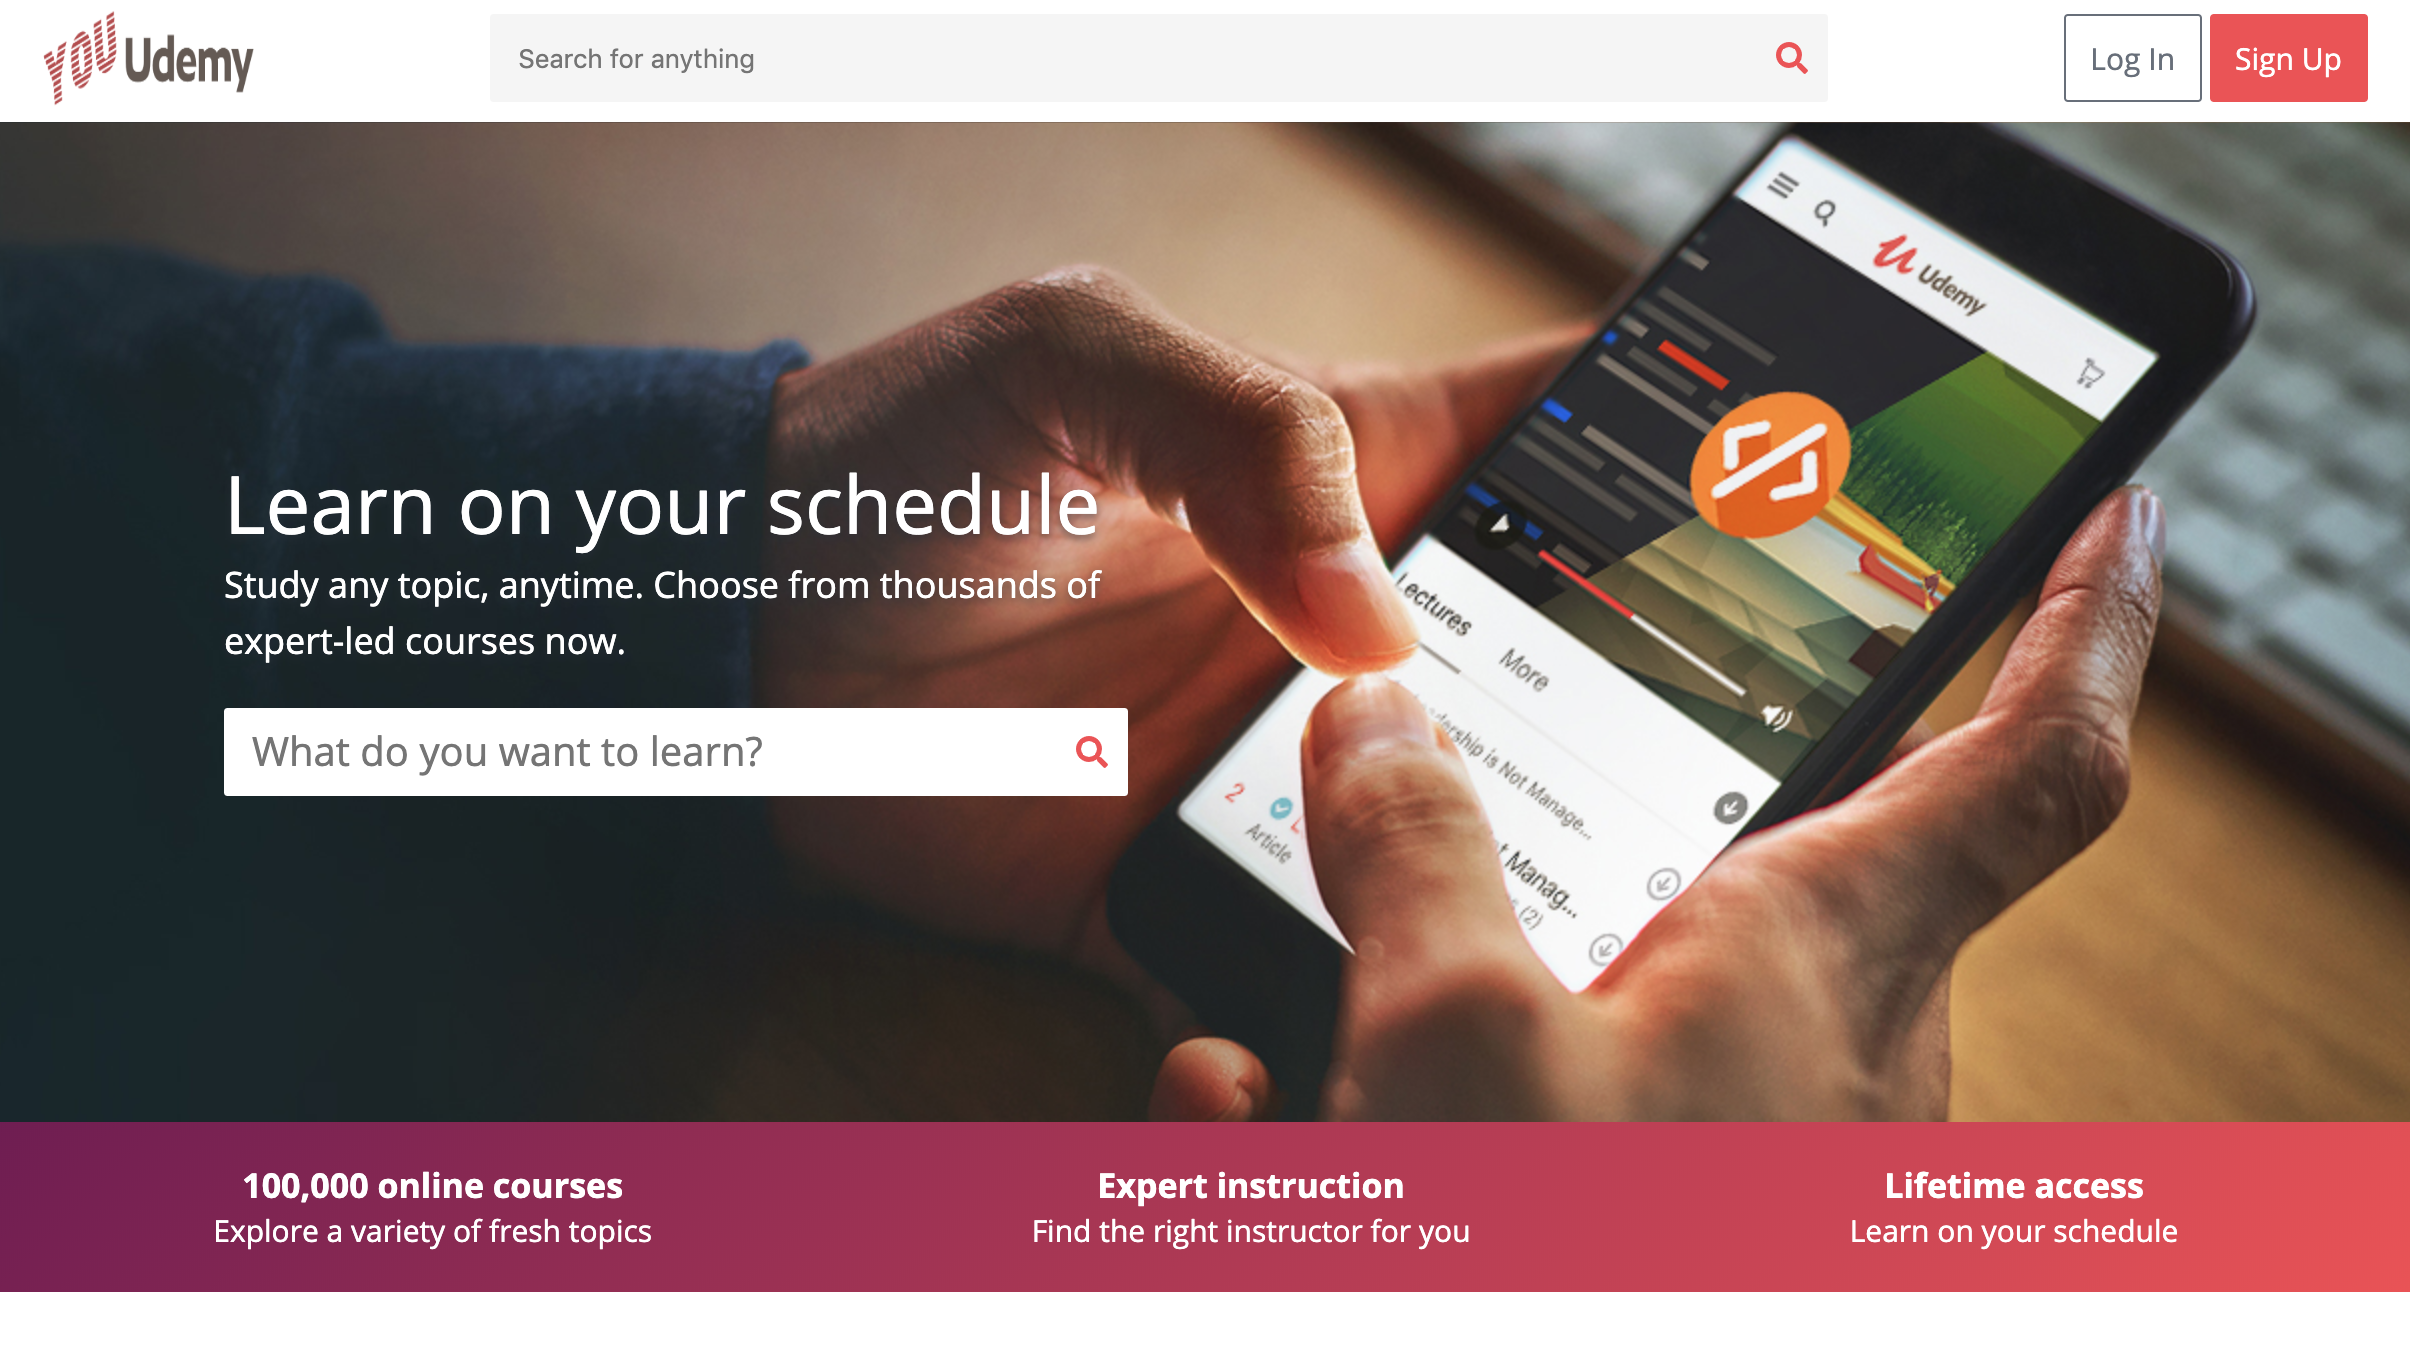 YOU Udemy
Search for anything
Log In
Sign Up
Udemy
Learn on your schedule
Study any topic, anytime. Choose from thousands of
expert-led courses now.
What do you want to learn?
Lectures
More
is Not Manage...
2
Article
Manag...
(2)
100,000 online courses
Explore a variety of fresh topics
Expert instruction
Find the right instructor for you
Lifetime access
Learn on your schedule